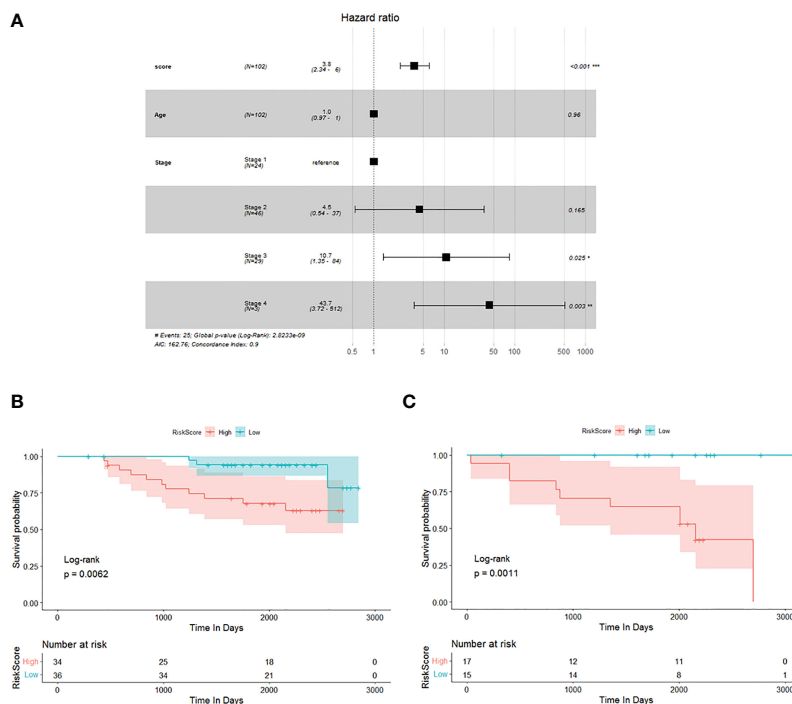 A
Hazard ratio
score (N=102) 3.8 <0.001 ***
(2.34 - 6)
Age (N=102) 1.0 0.96
(0.97 - 1)
Stage Stage 1 reference
(N=24)
Stage 2 4.5 0.165
(N=46) (0.54 - 37)
Stage 3 10.7 0.025 *
(N=29) (1.35 - 84)
Stage 4 43.7 0.003 **
(N=3) (3.72 - 512)
# Events: 25; Global p-value (Log-Rank): 2.8233e-09
AIC: 162.76; Concordance Index: 0.9
0.5 1 5 10 50 100 500 1000
B
RiskScore High Low
Survival probability
1.00
0.75
0.50
0.25
0.00
Log-rank
p = 0.0062
0 1000 2000 3000
Time In Days
Number at risk
RiskScore
High 34 25 18 0
Low 36 34 21 0
0 1000 2000 3000
Time In Days
C
RiskScore High Low
Survival probability
1.00
0.75
0.50
0.25
0.00
Log-rank
p = 0.0011
0 1000 2000 3000
Time In Days
Number at risk
RiskScore
High 17 12 11 0
Low 15 14 8 1
0 1000 2000 3000
Time In Days